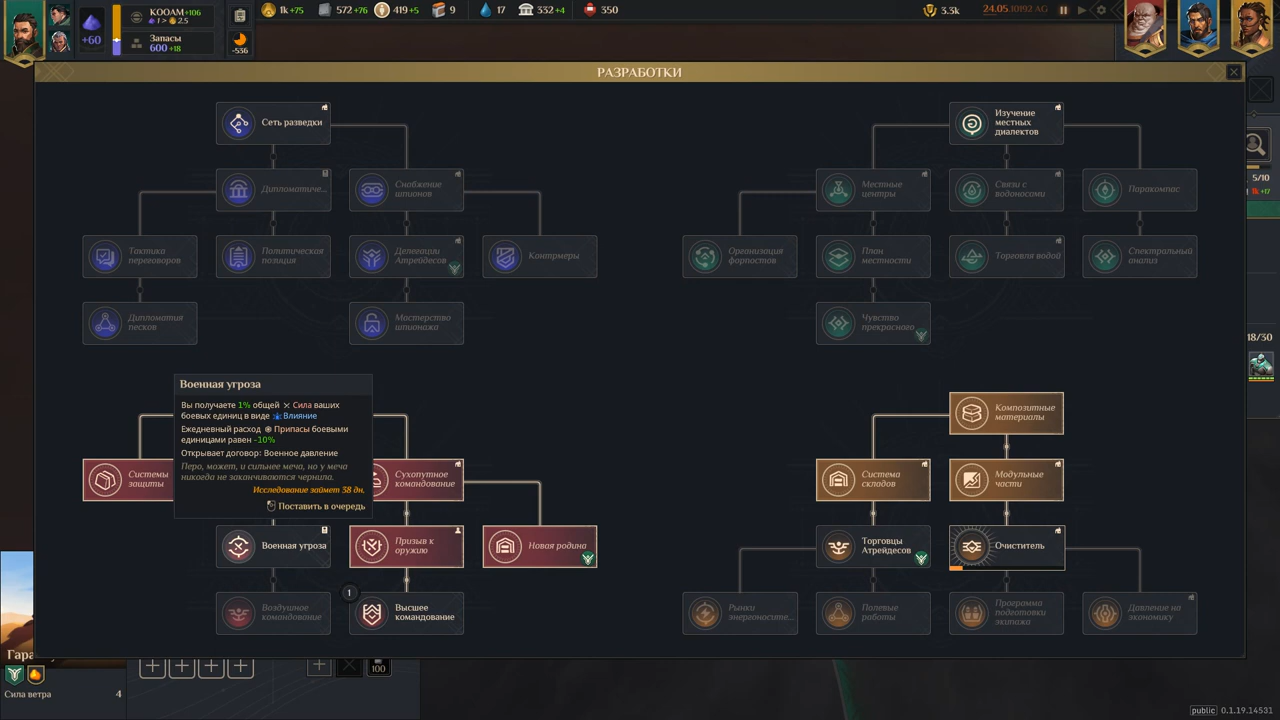 КООАМ +106
1k +75
572 +76
419 +5
9
17
332 +4
350
3.3k
24.05.10192 AG
1 > 2.5
+60
Запасы
600 +18
-536
РАЗРАБОТКИ
Сеть разведки
Изучение
местных
диалектов
Дипломатиче...
Снабжение
шпионов
Местные
центры
Связи с
водоносами
Паракомпас
5/10
1k +17
Тактика
переговоров
Политическая
позиция
Делегации
Атрейдесов
Контрмеры
Организация
форпостов
План
местности
Торговля водой
Спектральный
анализ
Дипломатия
песков
Мастерство
шпионажа
Чувство
прекрасного
18/30
Военная угроза
Вы получаете 1% общей Сила ваших
боевых единиц в виде Влияние
Ежедневный расход Припасы боевыми
единицами равен -10%
Открывает договор: Военное давление
Перо, может, и сильнее меча, но у меча
никогда не заканчиваются чернила.
Исследование займет 38 дн.
Поставить в очередь
Композитные
материалы
Системы
защиты
Сухопутное
командование
Система
складов
Модульные
части
Военная угроза
Призыв к
оружию
Новая родина
Торговцы
Атрейдесов
Очиститель
1
Воздушное
командование
Высшее
командование
Рынки
энергоносите...
Полевые
работы
Программа
подготовки
экипажа
Давление на
экономику
Гара
100
Сила ветра
4
public 0.1.19.14531